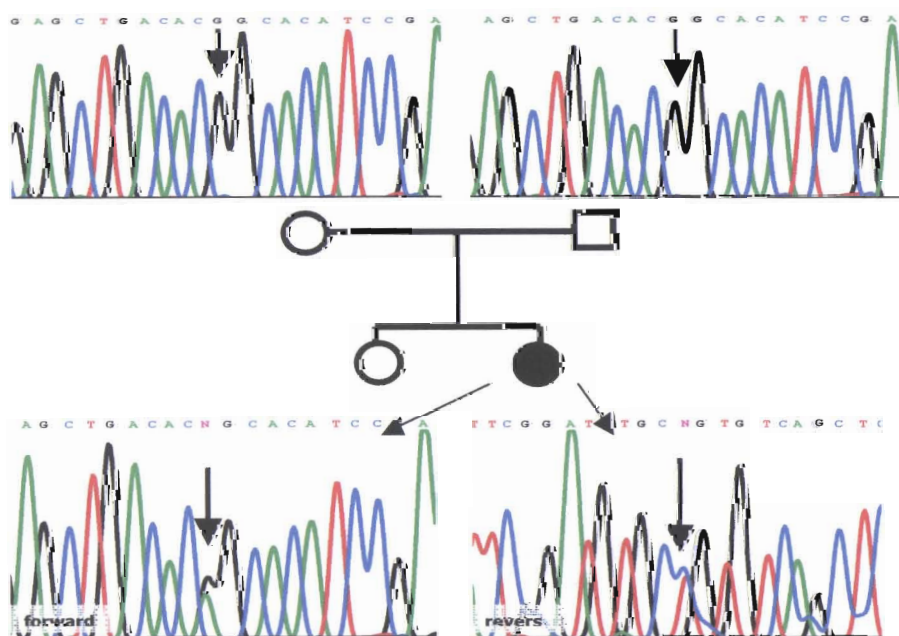 G A G C T G A C A C G G C A C A T C C G A
A G C T G A C A C G G C A C A T C C G A
A G C T G A C A C N G C A C A T C C A
T T C G G A T T G C N G T G T C A G C T C
forward
revers